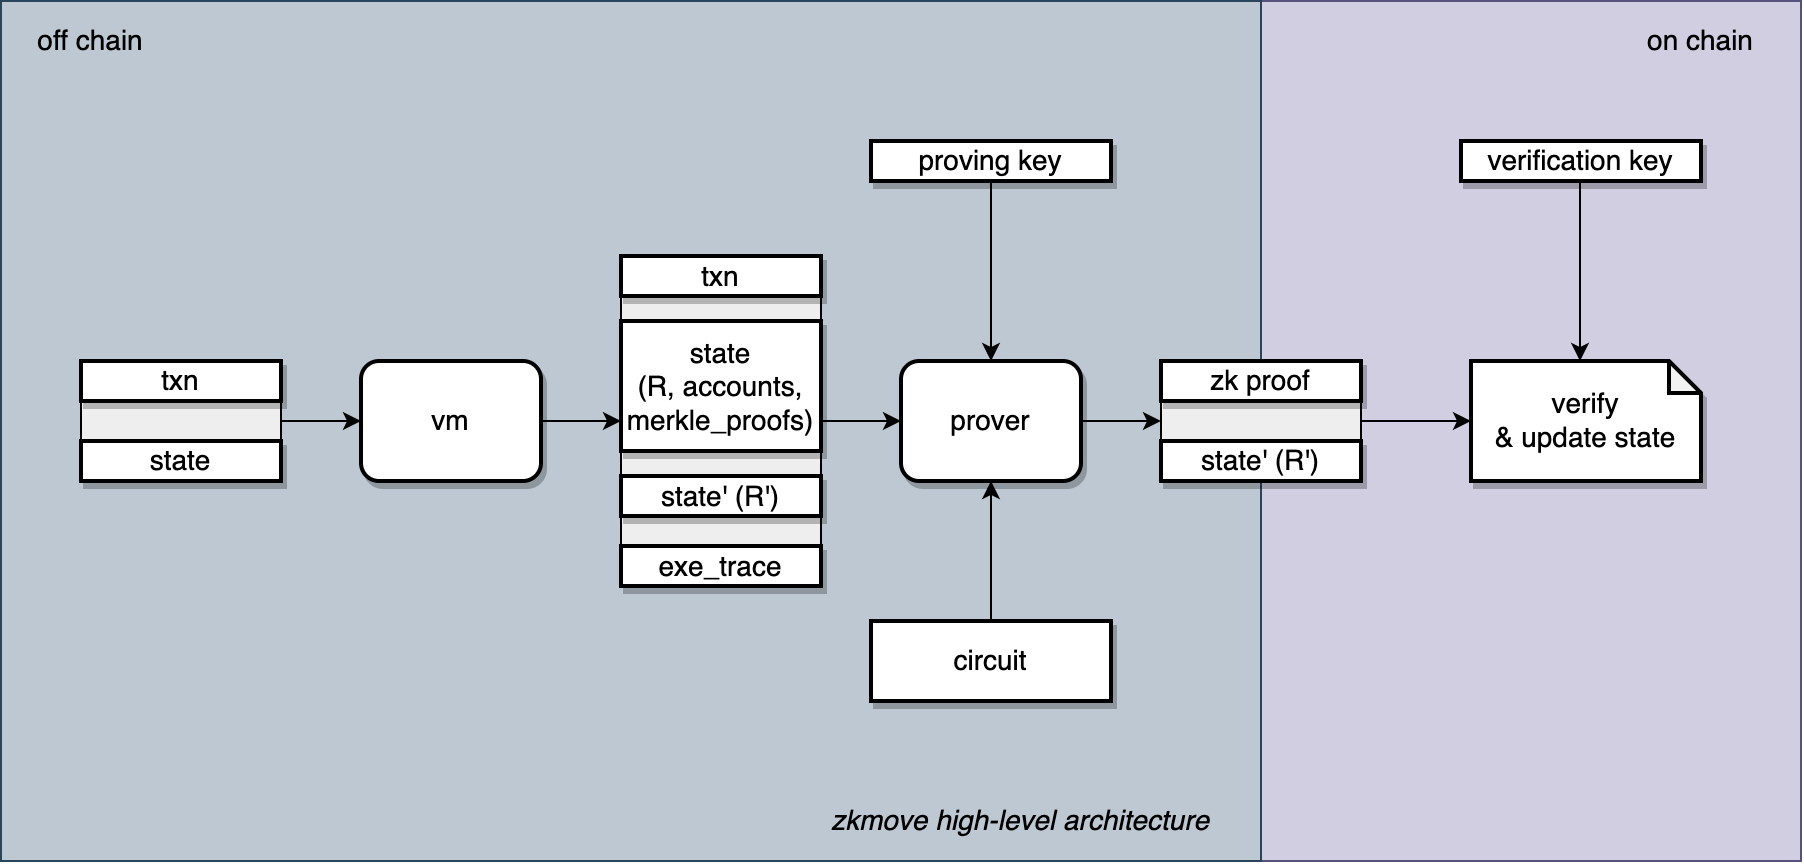 off chain
on chain
proving key
verification key
txn
state
(R, accounts,
merkle_proofs)
state' (R')
exe_trace
txn
state
vm
prover
zk proof
state' (R')
verify
& update state
circuit
zkmove high-level architecture